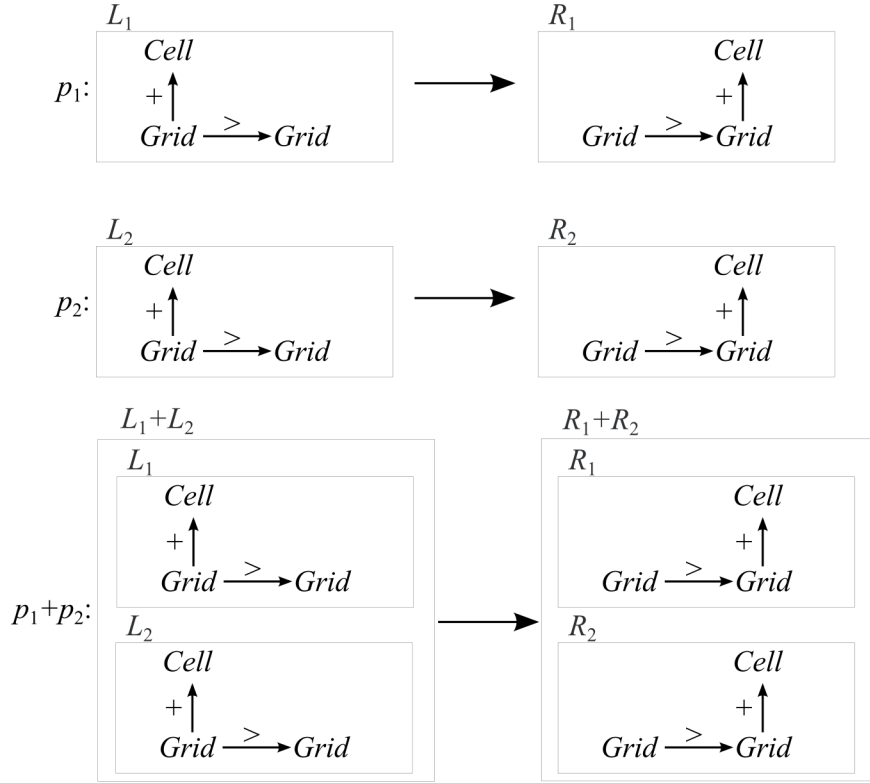 L₁ R₁
Cell Cell
p₁: + +
Grid > Grid Grid > Grid
L₂ R₂
Cell Cell
p₂: + +
Grid > Grid Grid > Grid
L₁+L₂ R₁+R₂
L₁ R₁
Cell Cell
+ +
Grid > Grid Grid > Grid
p₁+p₂:
L₂ R₂
Cell Cell
+ +
Grid > Grid Grid > Grid